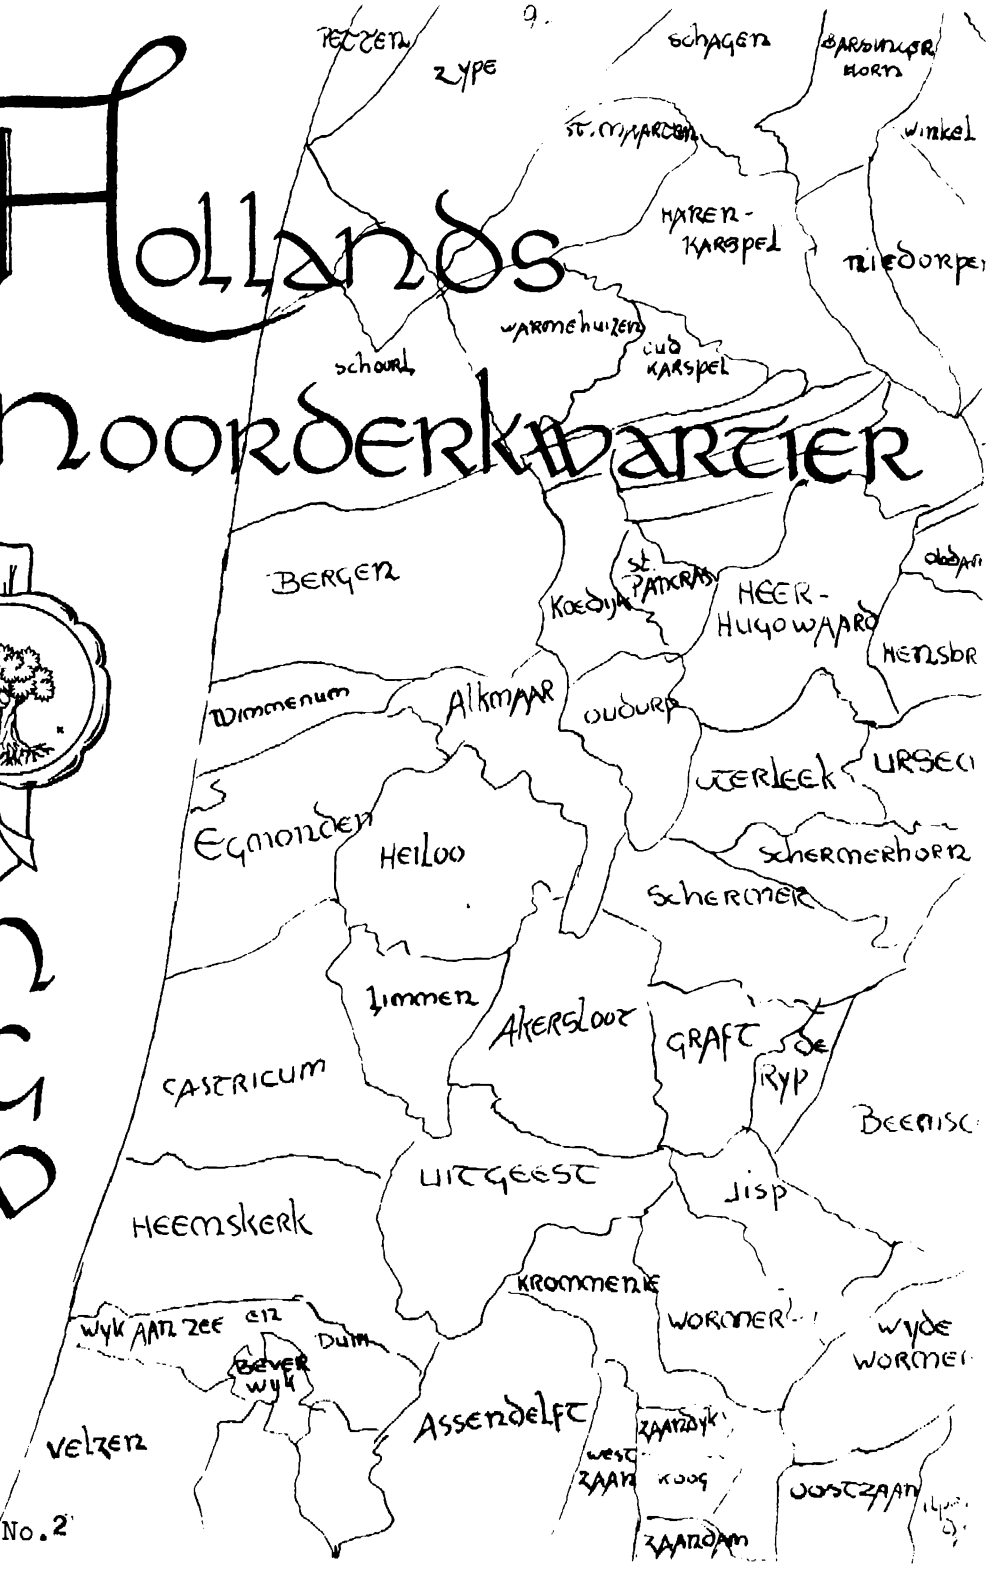 9.
PETTEN
ZYPE
SCHAGEN
BARSINGER
HORN
WINKEL
ST. MAARTEN
HAREN-
KARSPEL
NIEDORPER
HOLLANDS
WARMEHUIZEN
OUD
KARSPEL
SCHOORL
NOORDERKWARTIER
BERGEN
KOEDIJK
ST.
PANCRAS
HEER-
HUGOWAARD
OBDAM
HENSBR
WIMMENUM
ALKMAAR
OUDORP
UTERLEEK
URSEM
EGMONDEN
HEILOO
SCHERMERHORN
SCHERMER
LIMMEN
AKERSLOOT
GRAFT
DE
RYP
CASTRICUM
BEEMSC
UITGEEST
JISP
HEEMSKERK
KROMMENIE
WORMER
WYDE
WORMER
WYK AAN ZEE EN DUIN
BEVER
WYK
ASSENDELFT
ZAANDYK
VELZEN
WEST
ZAAN
KOOG
OOSTZAAN
ZAANDAM
No.2